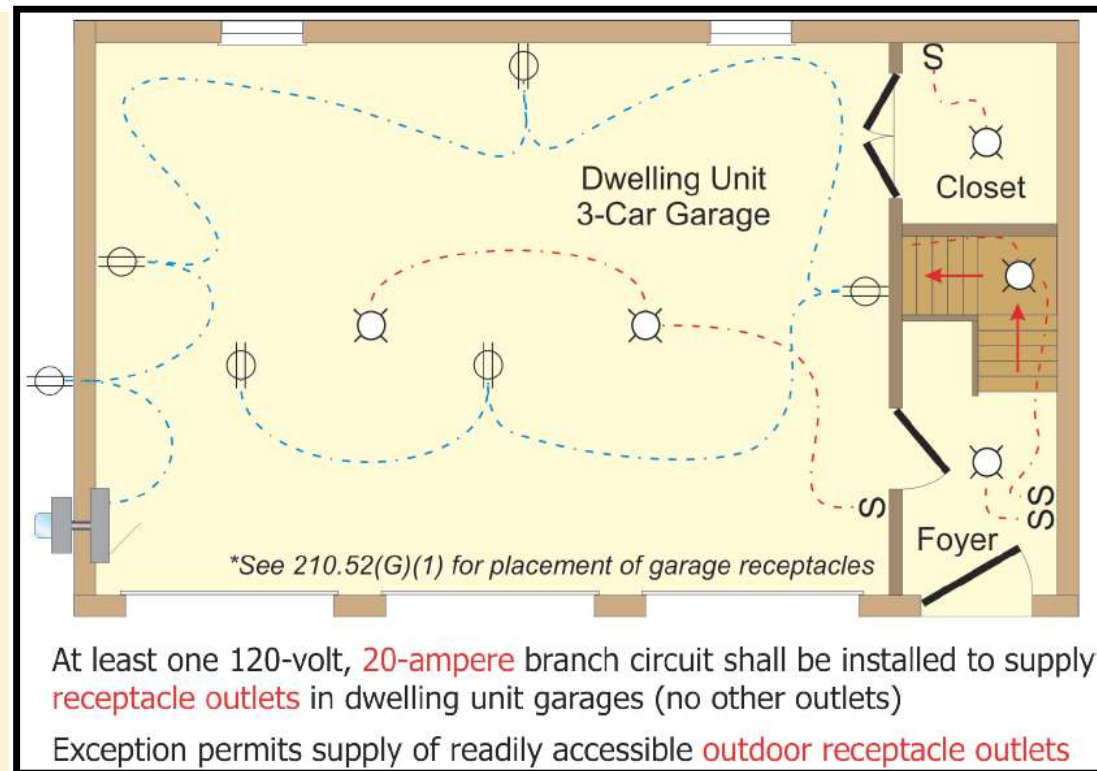 S
Dwelling Unit
3-Car Garage
Closet
S
SS
Foyer
*See 210.52(G)(1) for placement of garage receptacles
At least one 120-volt, 20-ampere branch circuit shall be installed to supply
receptacle outlets in dwelling unit garages (no other outlets)
Exception permits supply of readily accessible outdoor receptacle outlets